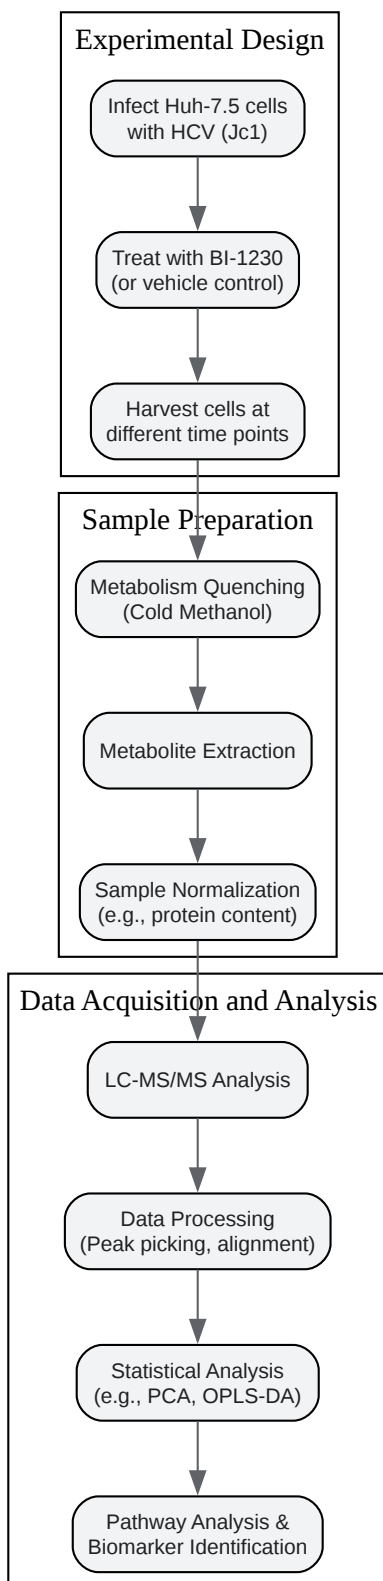 Experimental Design
Infect Huh-7.5 cells
with HCV (Jc1)
Treat with BI-1230
(or vehicle control)
Harvest cells at
different time points
Sample Preparation
Metabolism Quenching
(Cold Methanol)
Metabolite Extraction
Sample Normalization
(e.g., protein content)
Data Acquisition and Analysis
LC-MS/MS Analysis
Data Processing
(Peak picking, alignment)
Statistical Analysis
(e.g., PCA, OPLS-DA)
Pathway Analysis &
Biomarker Identification